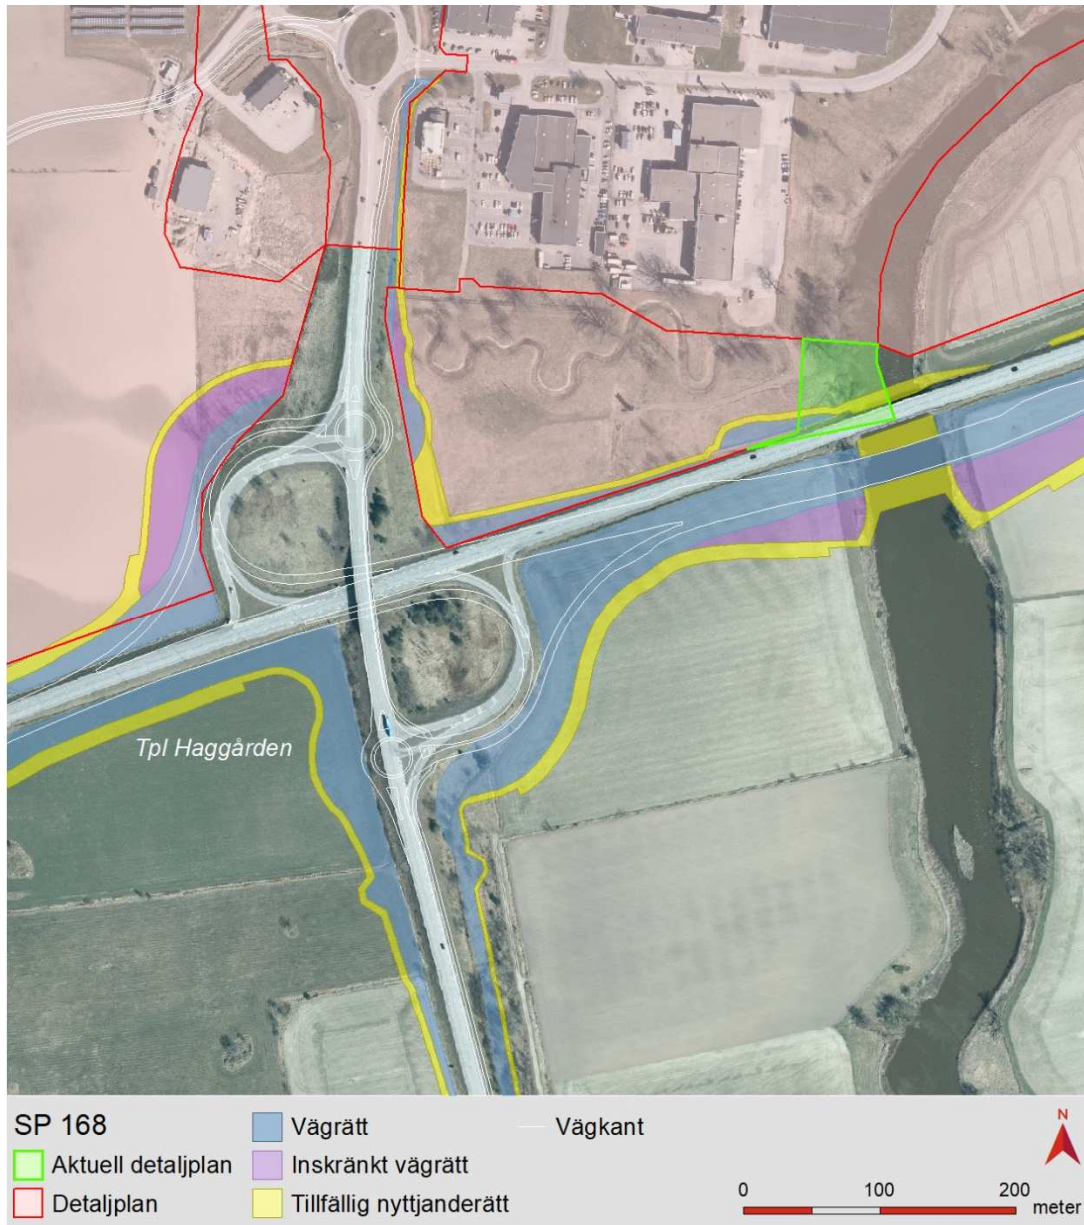 Tpl Haggården
SP 168
Aktuell detaljplan
Detaljplan
Vägrätt
Inskränkt vägrätt
Tillfällig nyttjanderätt
Vägkant
N
0 100 200
meter